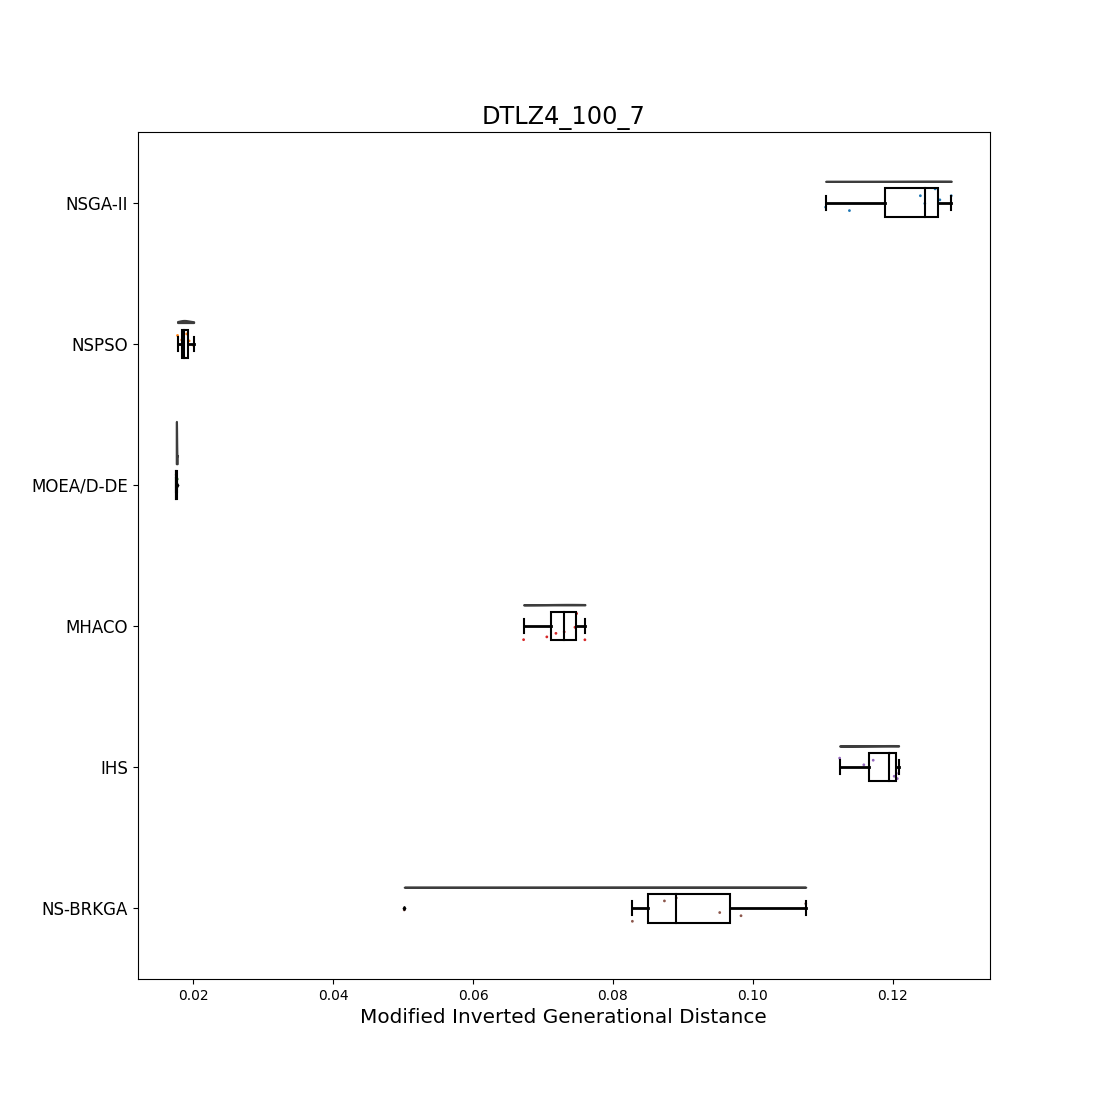 DTLZ4_100_7
NSGA-II
NSPSO
MOEA/D-DE
MHACO
IHS
NS-BRKGA
0.02 0.04 0.06 0.08 0.10 0.12
Modified Inverted Generational Distance